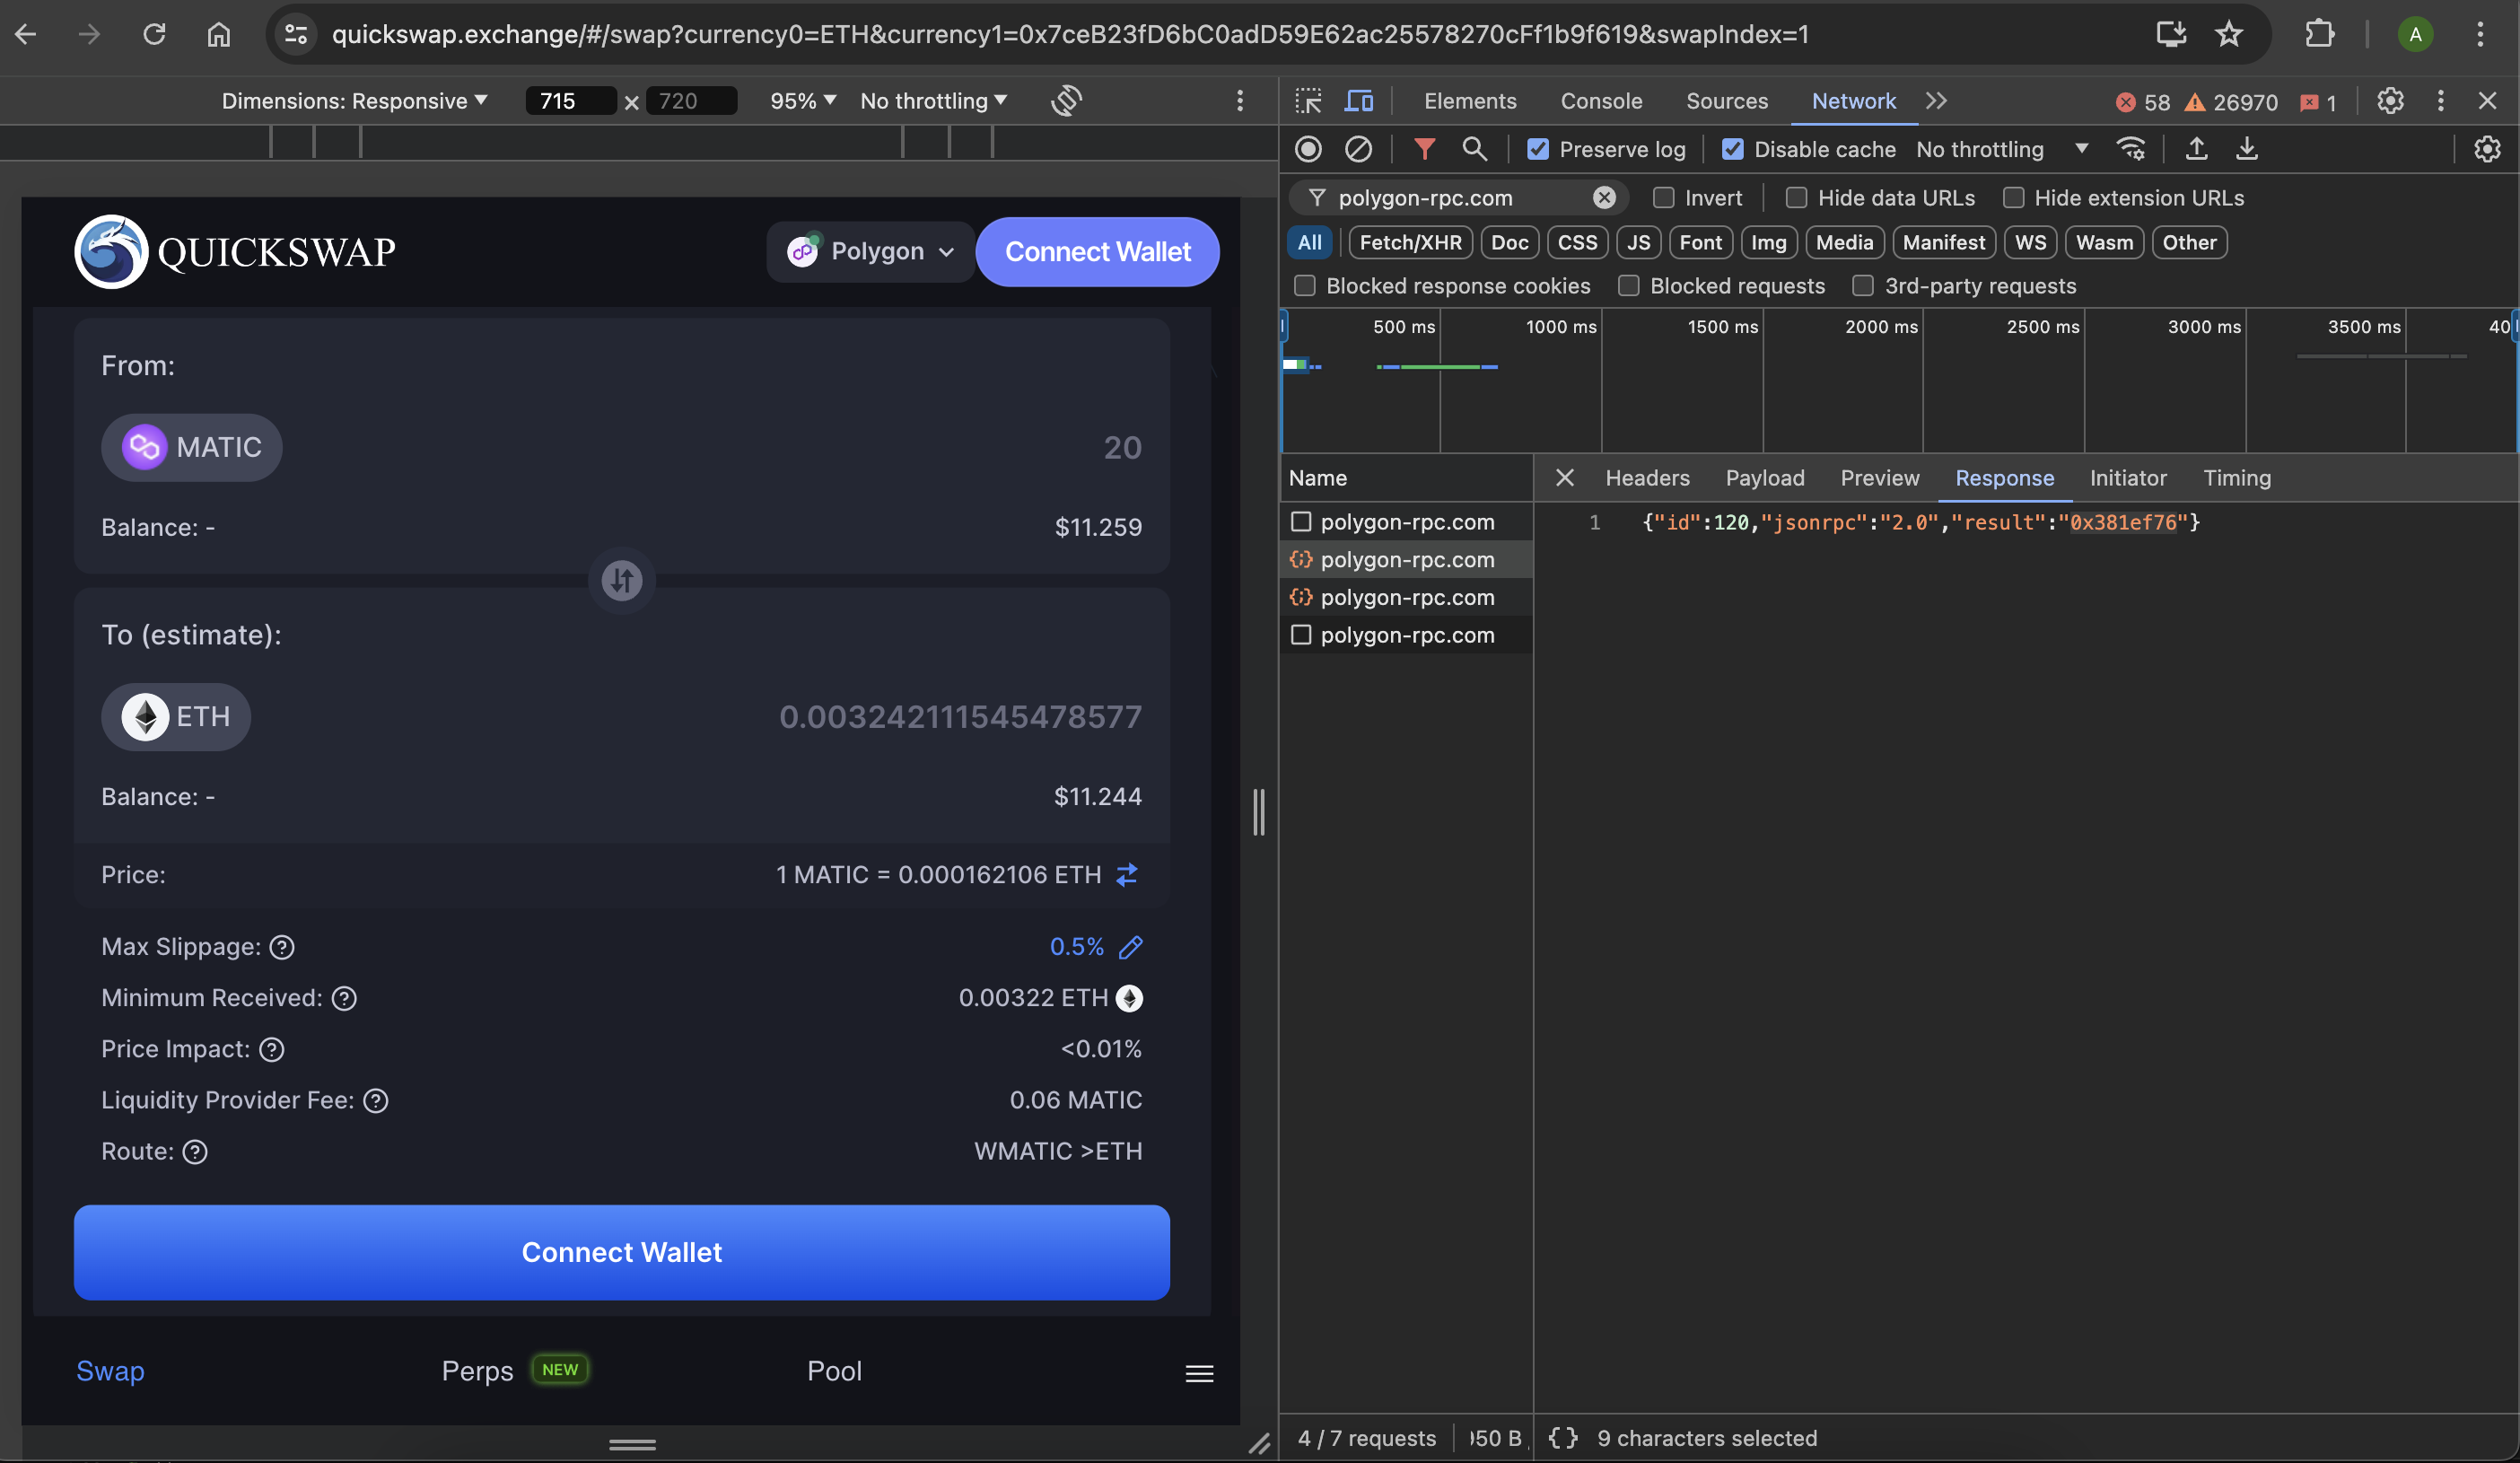 quickswap.exchange/#/swap?currency0=ETH&currency1=0x7ceB23fD6bC0adD59E62ac25578270cFf1b9f619&swapIndex=1
A
Dimensions: Responsive 715 x 720 95% No throttling
Elements Console Sources Network 58 26970 1
Preserve log Disable cache No throttling
polygon-rpc.com Invert Hide data URLs Hide extension URLs
All Fetch/XHR Doc CSS JS Font Img Media Manifest WS Wasm Other
Blocked response cookies Blocked requests 3rd-party requests
500 ms 1000 ms 1500 ms 2000 ms 2500 ms 3000 ms 3500 ms 40
Name Headers Payload Preview Response Initiator Timing
polygon-rpc.com
polygon-rpc.com
polygon-rpc.com
polygon-rpc.com
1 {"id":120,"jsonrpc":"2.0","result":"0x381ef76"}
4 / 7 requests 50 B { } 9 characters selected
QUICKSWAP Polygon Connect Wallet
From:
MATIC 20
Balance: - $11.259
To (estimate):
ETH 0.003242111545478577
Balance: - $11.244
Price: 1 MATIC = 0.000162106 ETH
Max Slippage: ? 0.5%
Minimum Received: ? 0.00322 ETH
Price Impact: ? <0.01%
Liquidity Provider Fee: ? 0.06 MATIC
Route: ? WMATIC >ETH
Connect Wallet
Swap Perps NEW Pool